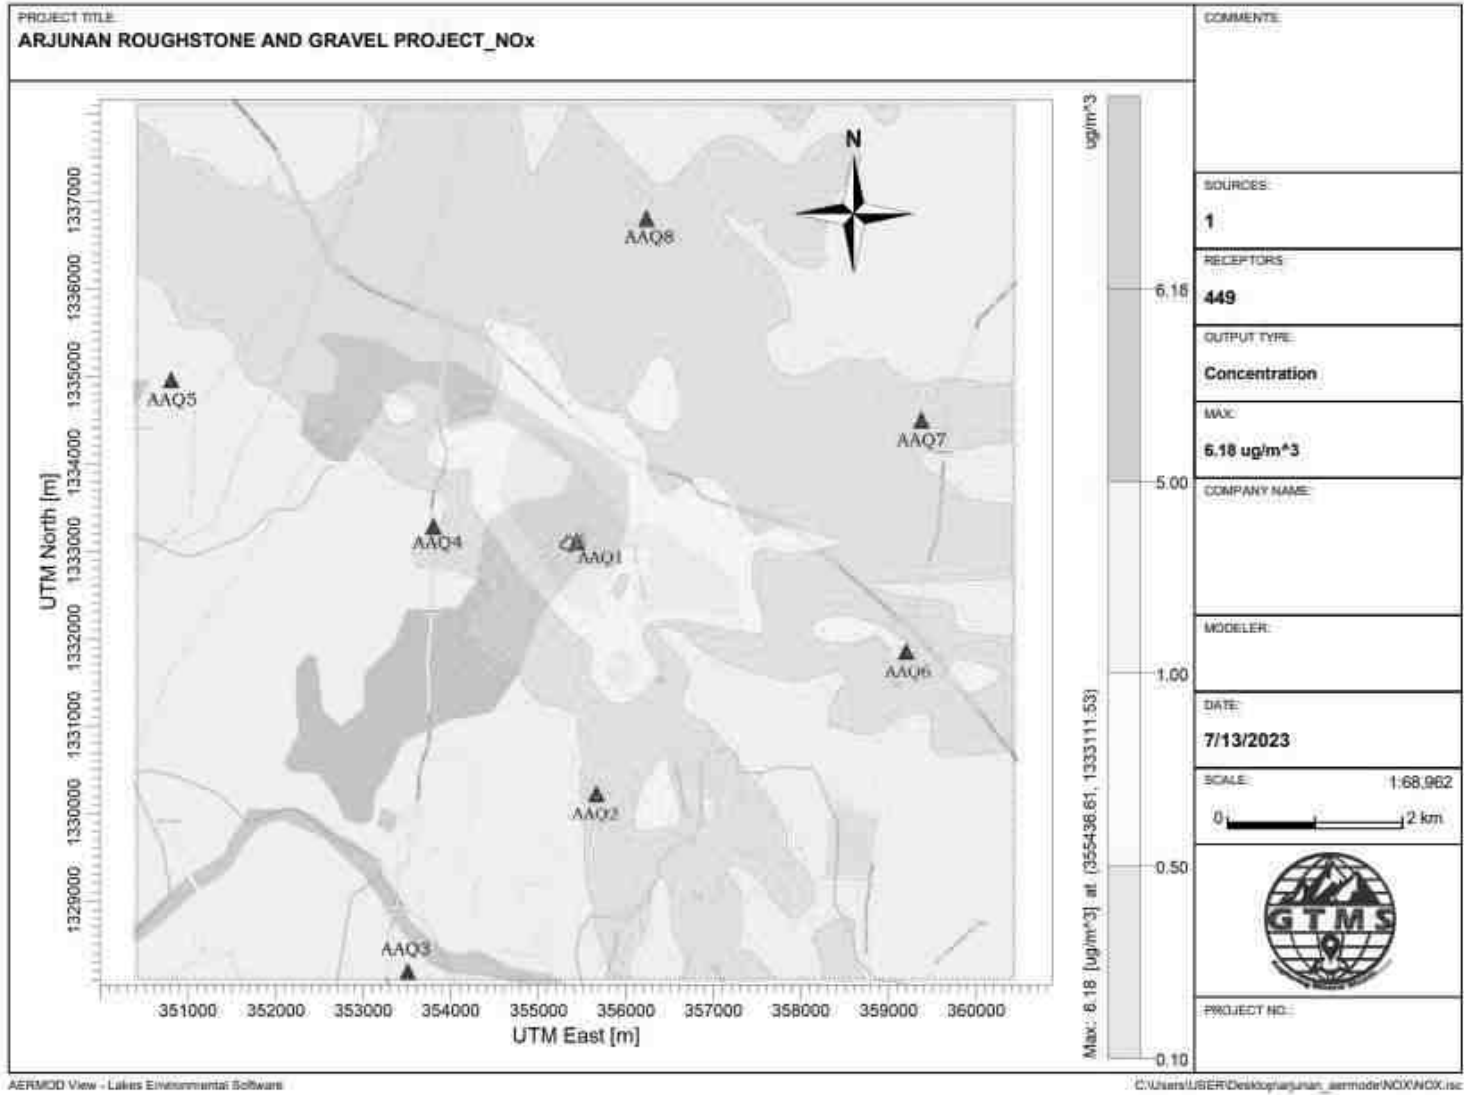 PROJECT TITLE:
ARJUNAN ROUGHSTONE AND GRAVEL PROJECT_NOx
COMMENTS:
SOURCES:
1
RECEPTORS:
449
OUTPUT TYPE:
Concentration
MAX:
6.18 ug/m^3
COMPANY NAME:
MODELER:
DATE:
7/13/2023
SCALE:
1:68,962
0
2 km
GTMS
PROJECT NO.:
N
AAQ8
AAQ5
AAQ7
AAQ4
AAQ1
AAQ6
AAQ2
AAQ3
UTM North [m]
1337000
1336000
1335000
1334000
1333000
1332000
1331000
1330000
1329000
351000 352000 353000 354000 355000 356000 357000 358000 359000 360000
UTM East [m]
ug/m^3
6.18
5.00
1.00
0.50
0.10
Max: 6.18 [ug/m^3] at (355436.61, 1333111.53)
AERMOD View - Lakes Environmental Software
C:\Users\USER\Desktop\arjunan_aermode\NOX\NOX.isc